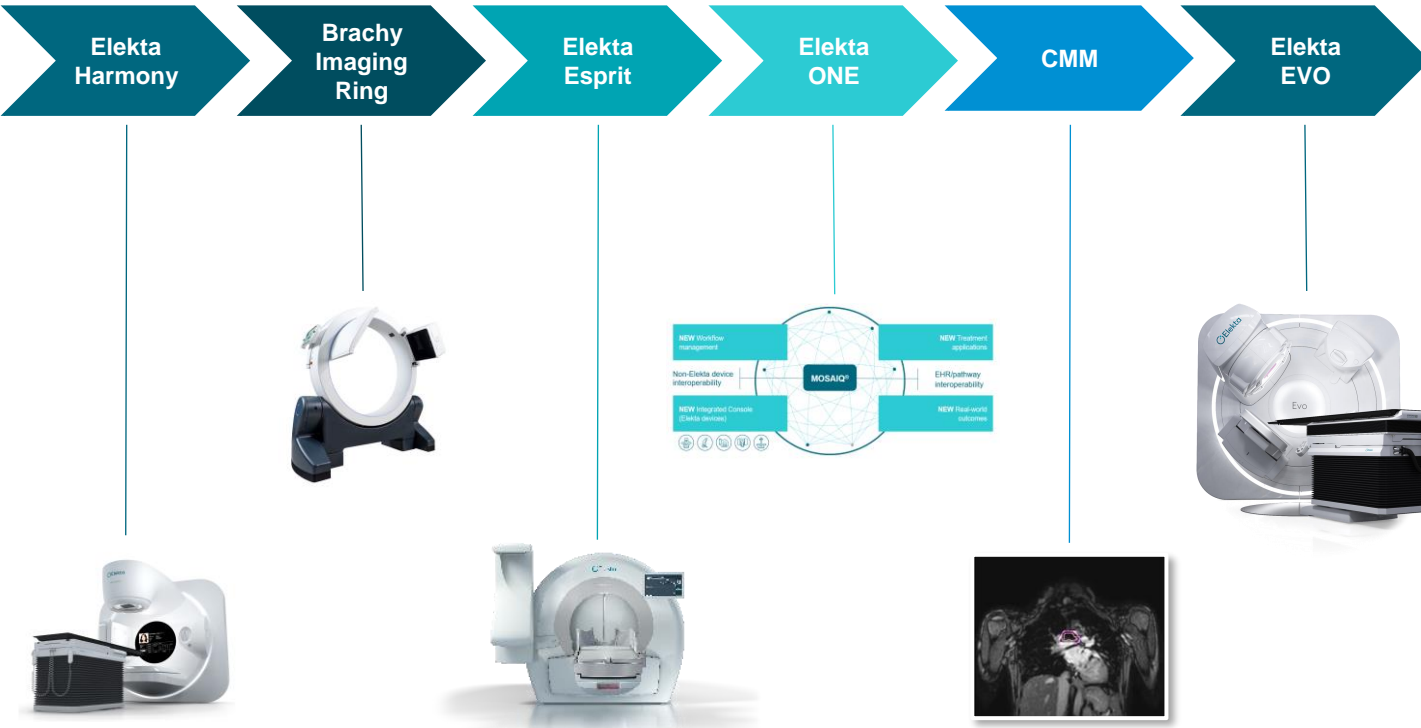 Elekta
Harmony
Brachy
Imaging
Ring
Elekta
Esprit
Elekta
ONE
CMM
Elekta
EVO
NEW Workflow
management
NEW Treatment
applications
Non-Elekta device
interoperability
MOSAIQ®
EHR/pathway
interoperability
NEW Integrated Console
(Elekta devices)
NEW Real-world
outcomes
Elekta
Evo
Elekta